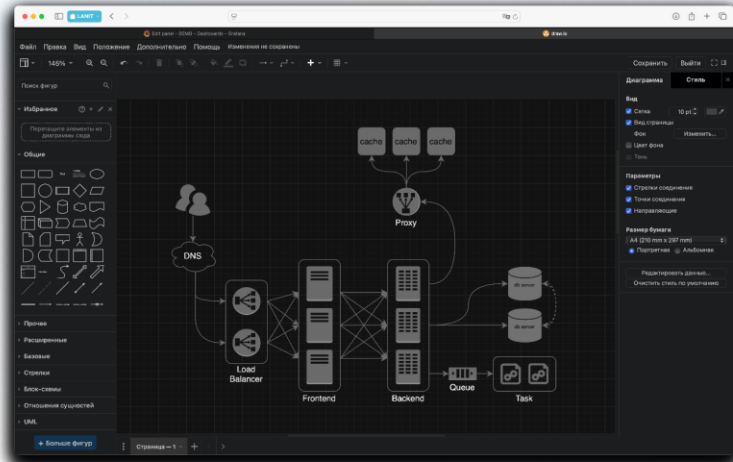 LANIT
Edit panel - (DEMO) - Dashboards - Grafana
draw.io
Файл Правка Вид Положение Дополнительно Помощь Изменения не сохранены
145%
Сохранить Выйти
Поиск фигур
Избранное
Перетащите элементы из
диаграммы сюда
Общие
Прочее
Расширенные
Базовые
Стрелки
Блок-схемы
Отношения сущностей
UML
+ Больше фигур
cache cache cache
Proxy
DNS
Load
Balancer
Frontend
Backend
db server
db server
Queue
Task
Страница — 1
Диаграмма Стиль
Вид
Сетка 10 pt
Вид страницы
Фон Изменить...
Цвет фона
Тень
Параметры
Стрелки соединения
Точки соединения
Направляющие
Размер бумаги
A4 (210 mm x 297 mm)
Портретная Альбомная
Редактировать данные...
Очистить стиль по умолчанию